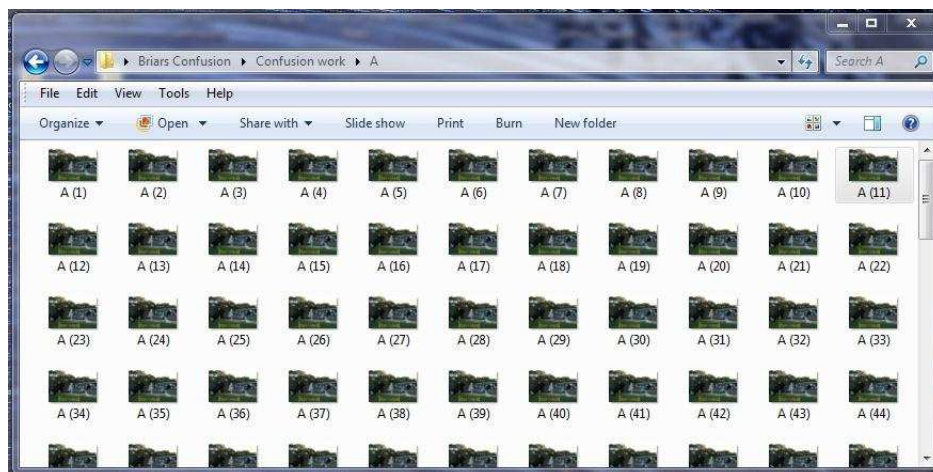 Briars Confusion Confusion work A Search A
File Edit View Tools Help
Organize Open Share with Slide show Print Burn New folder
A (1) A (2) A (3) A (4) A (5) A (6) A (7) A (8) A (9) A (10) A (11)
A (12) A (13) A (14) A (15) A (16) A (17) A (18) A (19) A (20) A (21) A (22)
A (23) A (24) A (25) A (26) A (27) A (28) A (29) A (30) A (31) A (32) A (33)
A (34) A (35) A (36) A (37) A (38) A (39) A (40) A (41) A (42) A (43) A (44)